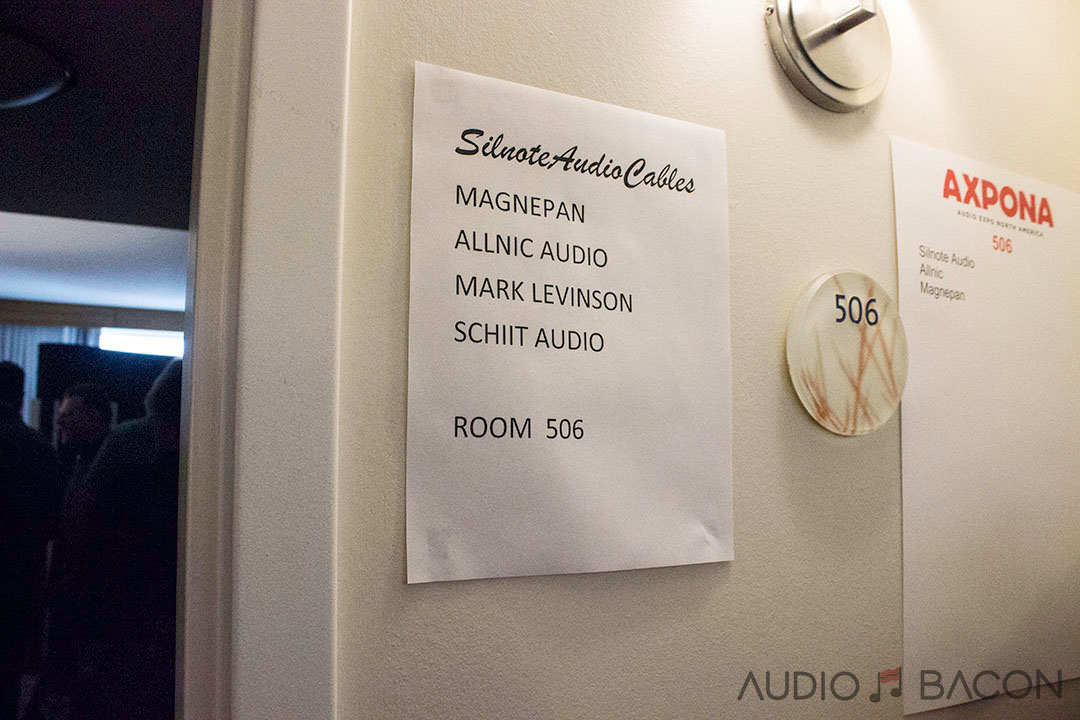 SilnoteAudioCables
MAGNEPAN
ALLNIC AUDIO
MARK LEVINSON
SCHIIT AUDIO
ROOM 506
506
AXPONA
AUDIO EXPO NORTH AMERICA
506
Silnote Audio
Allnic
Magnepan
AUDIO BACON